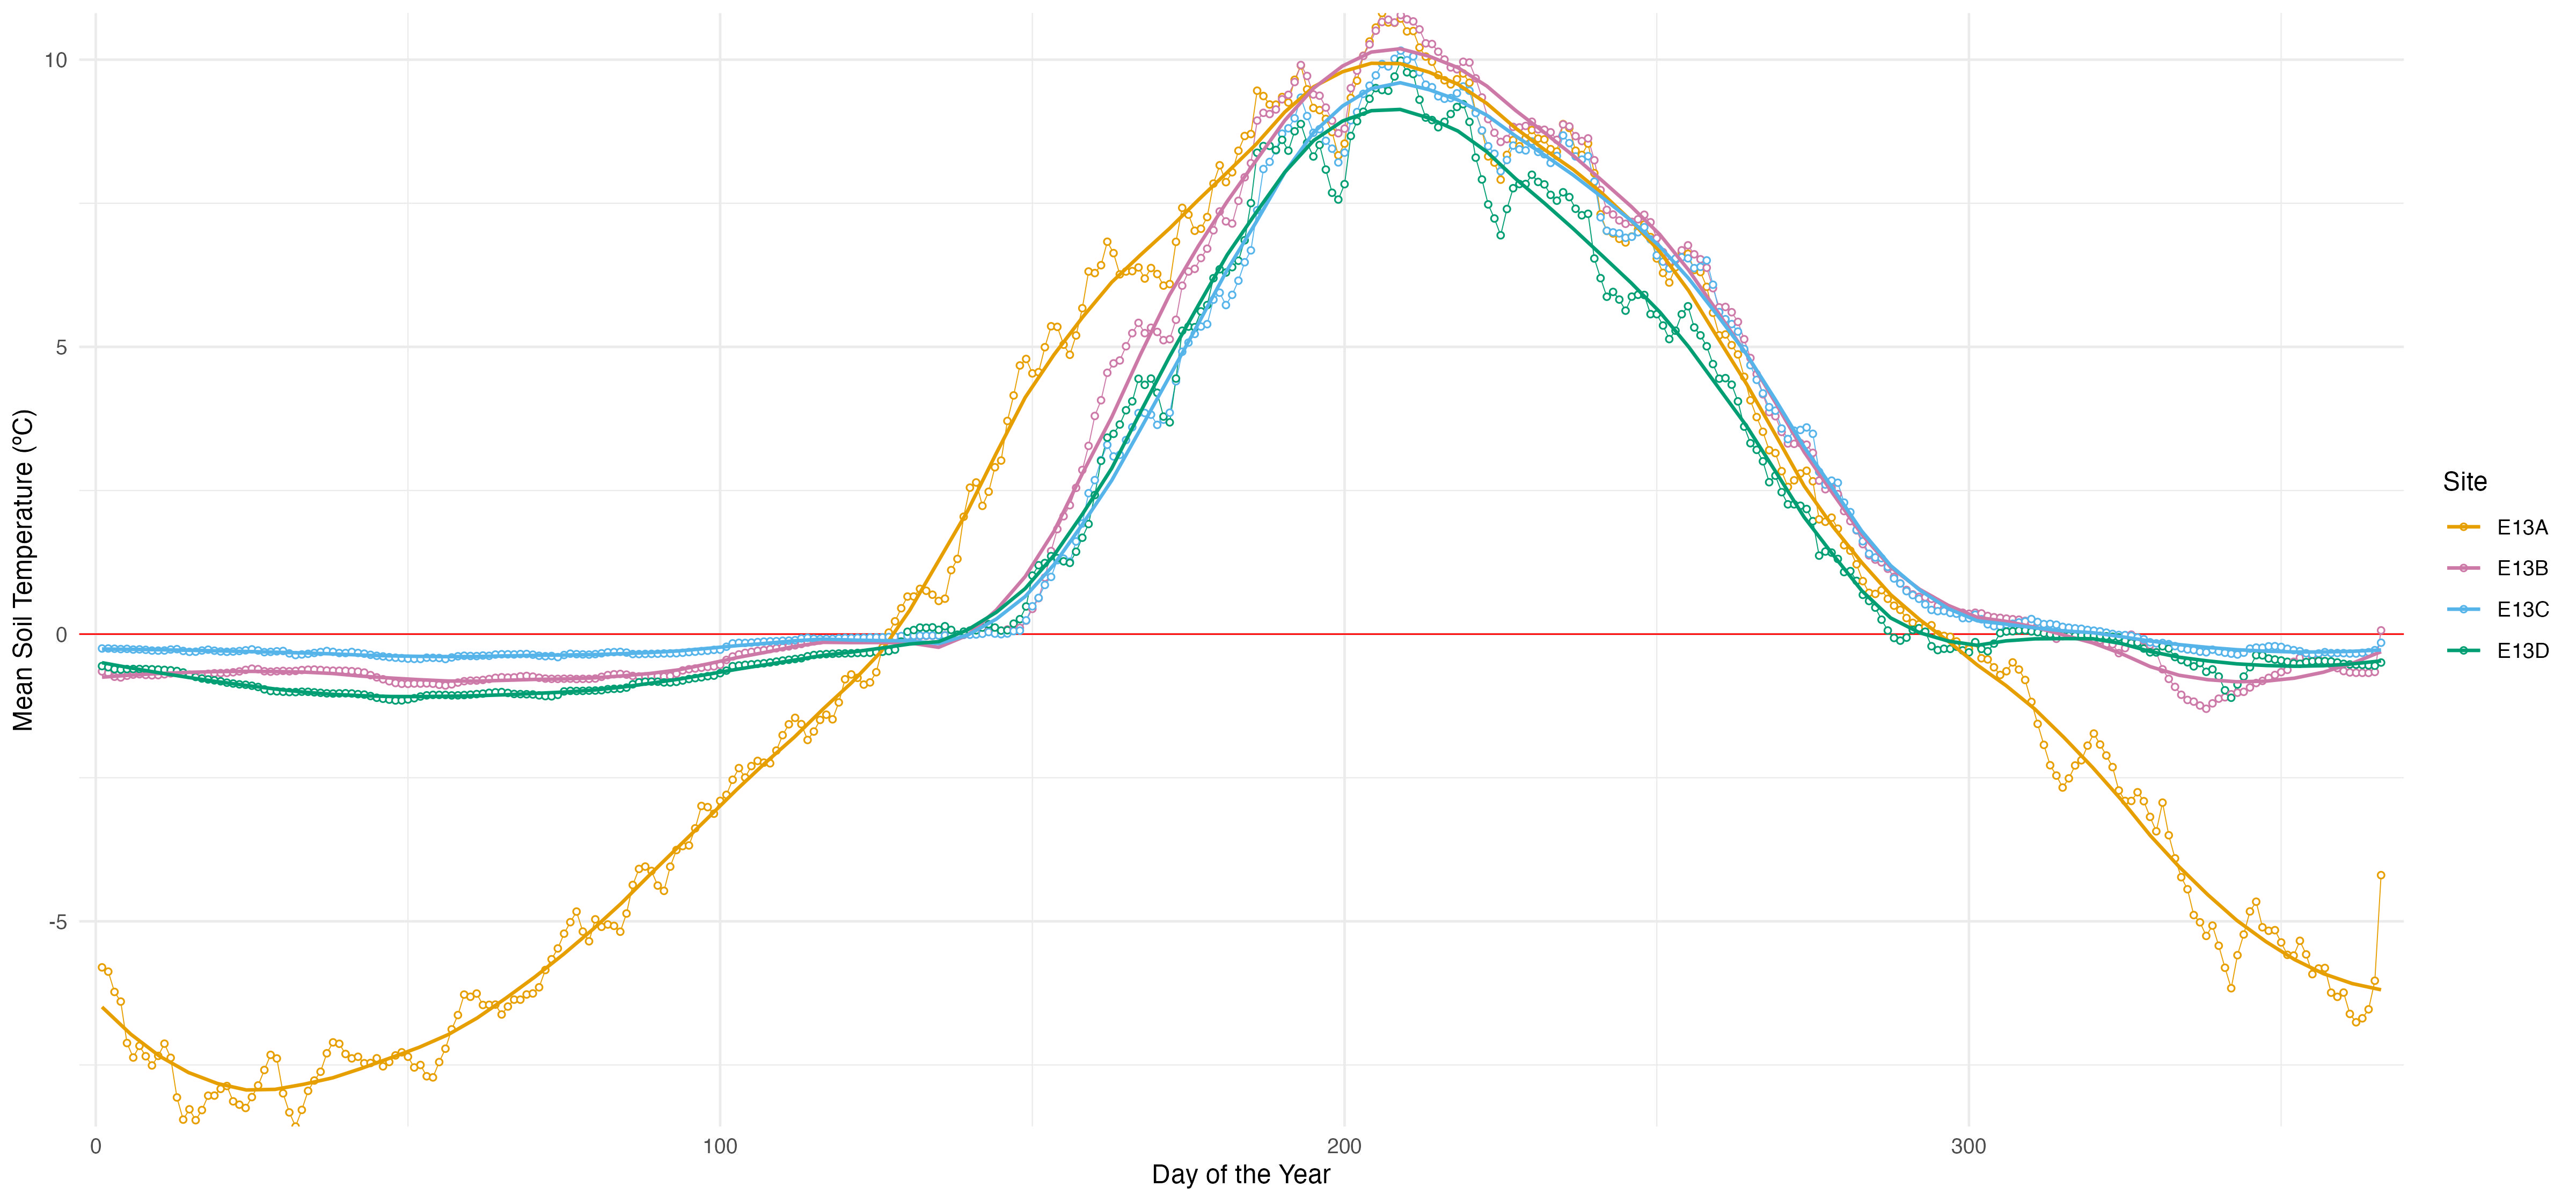 Mean Soil Temperature (ºC)
10
5
0
-5
0
100
200
300
Day of the Year
Site
E13A
E13B
E13C
E13D